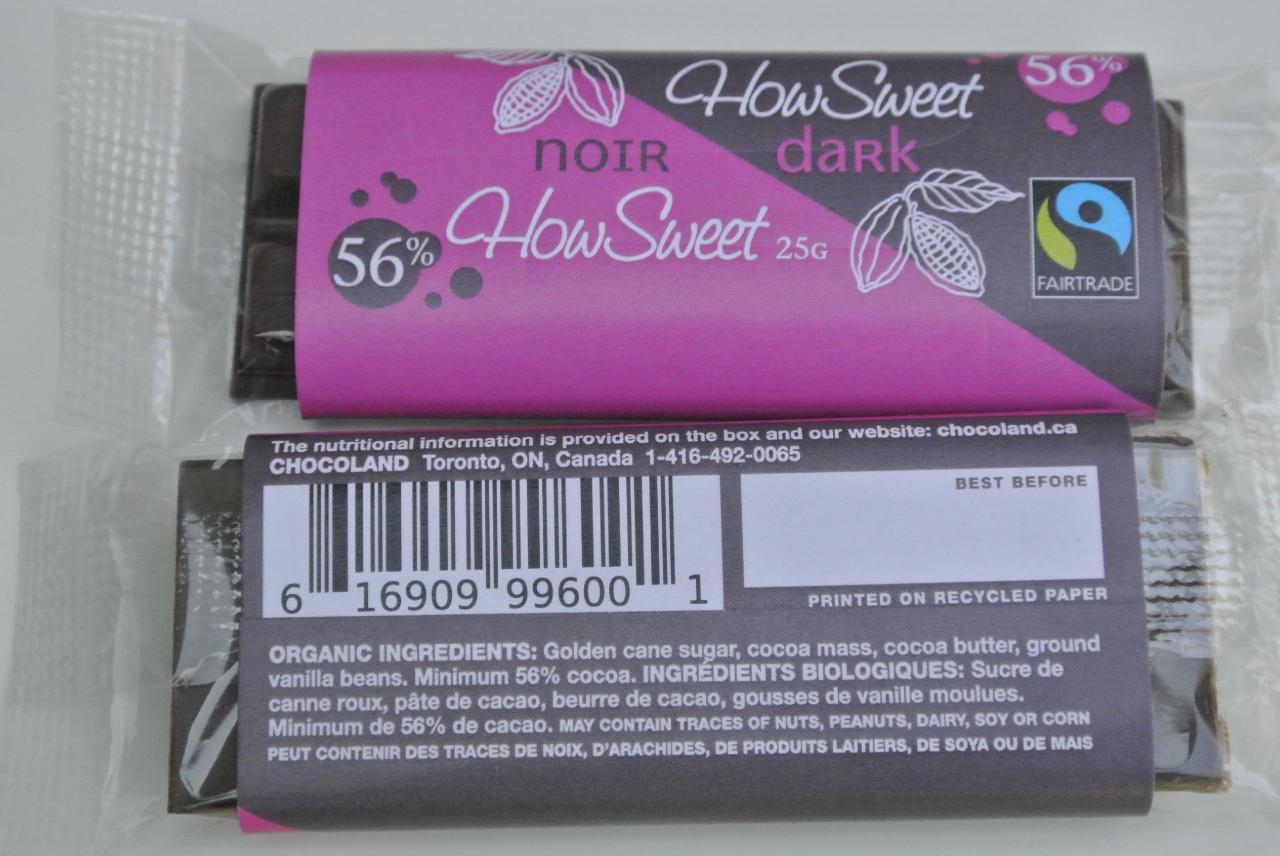 HowSweet
56%
noir
dark
HowSweet 25G
56%
FAIRTRADE
The nutritional information is provided on the box and our website: chocoland.ca
CHOCOLAND Toronto, ON, Canada 1-416-492-0065
BEST BEFORE
6 16909 99600 1
PRINTED ON RECYCLED PAPER
ORGANIC INGREDIENTS: Golden cane sugar, cocoa mass, cocoa butter, ground
vanilla beans. Minimum 56% cocoa. INGRÉDIENTS BIOLOGIQUES: Sucre de
canne roux, pâte de cacao, beurre de cacao, gousses de vanille moulues.
Minimum de 56% de cacao. MAY CONTAIN TRACES OF NUTS, PEANUTS, DAIRY, SOY OR CORN
PEUT CONTENIR DES TRACES DE NOIX, D'ARACHIDES, DE PRODUITS LAITIERS, DE SOYA OU DE MAIS